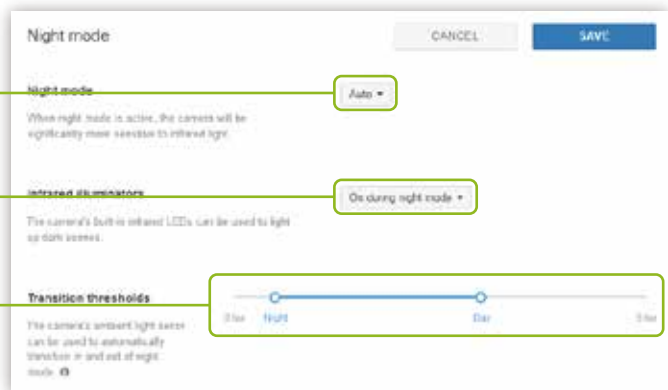 Night mode
CANCEL
SAVE
Night mode
Auto
When night mode is active, the camera will be
significantly more sensitive to infrared light.
Infrared illuminators
On during night mode
The camera's built-in infrared LEDs can be used to light
up dark scenes.
Transition thresholds
Night
Day
The camera's ambient light sensor
can be used to automatically
transition in and out of night
mode.